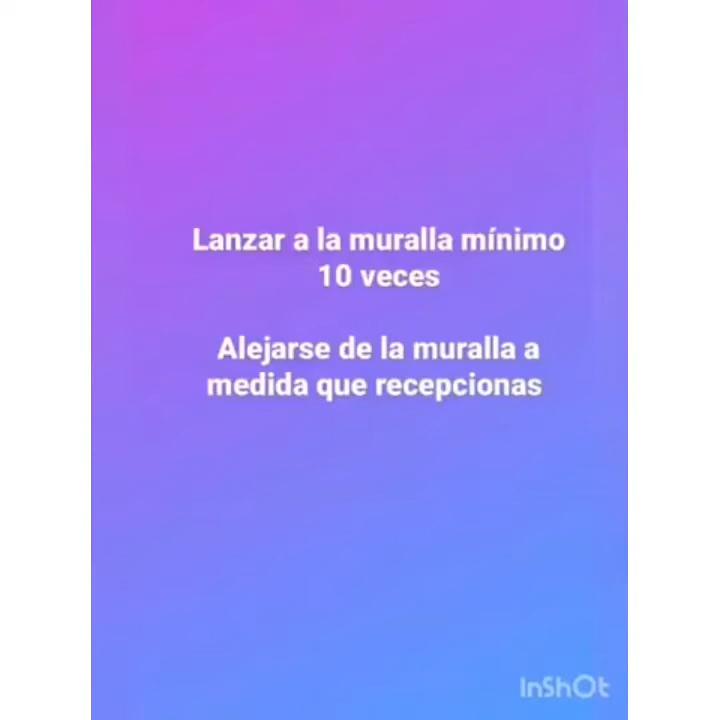 Lanzar a la muralla mínimo
10 veces
Alejarse de la muralla a
medida que recepcionas
InShOt